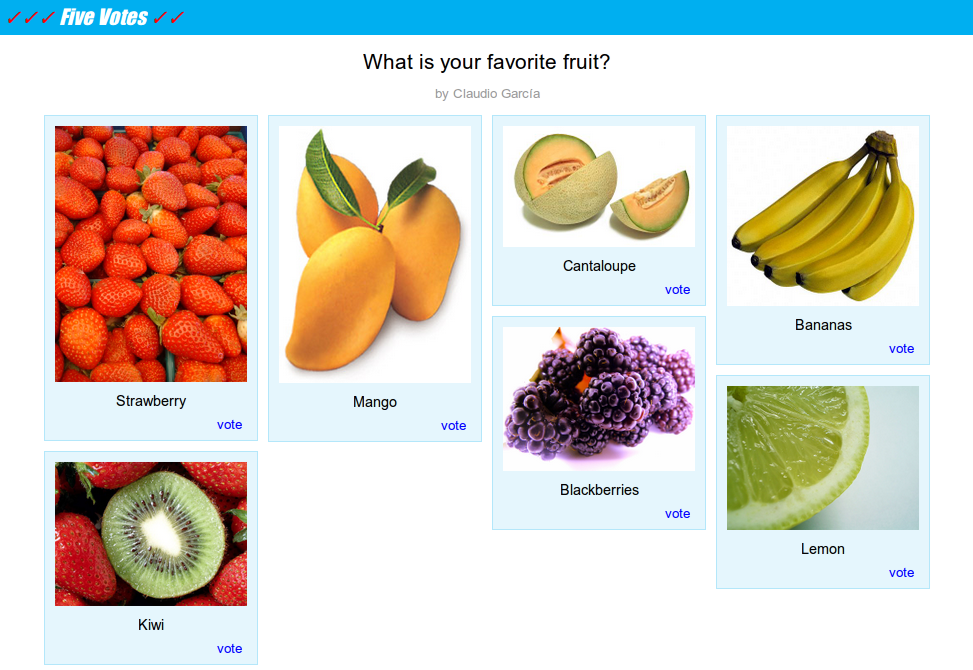 ✓✓✓ Five Votes ✓✓
What is your favorite fruit?
by Claudio García
Strawberry
vote
Mango
vote
Cantaloupe
vote
Bananas
vote
Kiwi
vote
Blackberries
vote
Lemon
vote